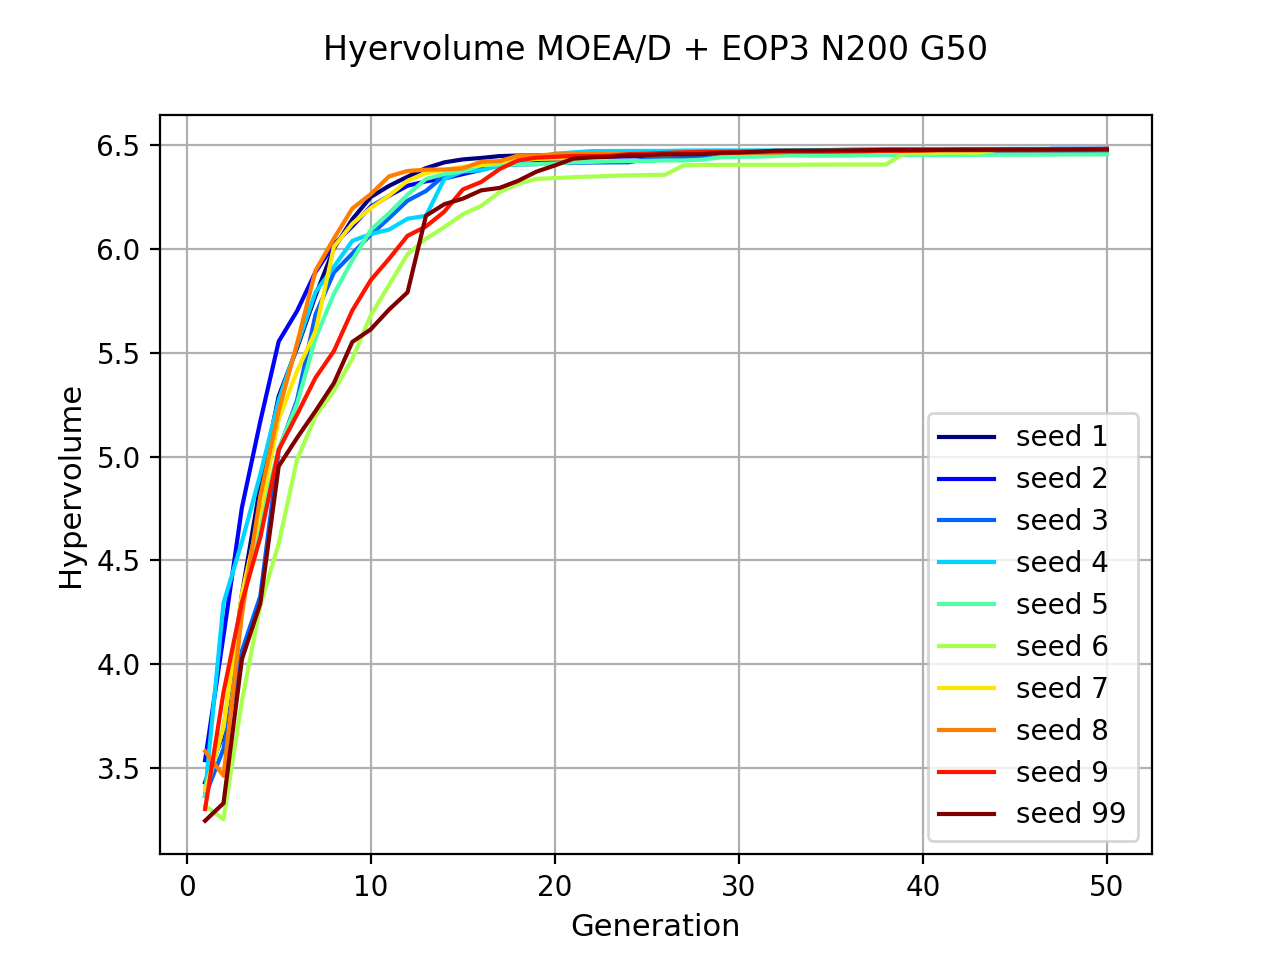 Hyervolume MOEA/D + EOP3 N200 G50
6.5
6.0
5.5
5.0
4.5
4.0
3.5
Hypervolume
seed 1
seed 2
seed 3
seed 4
seed 5
seed 6
seed 7
seed 8
seed 9
seed 99
0 10 20 30 40 50
Generation